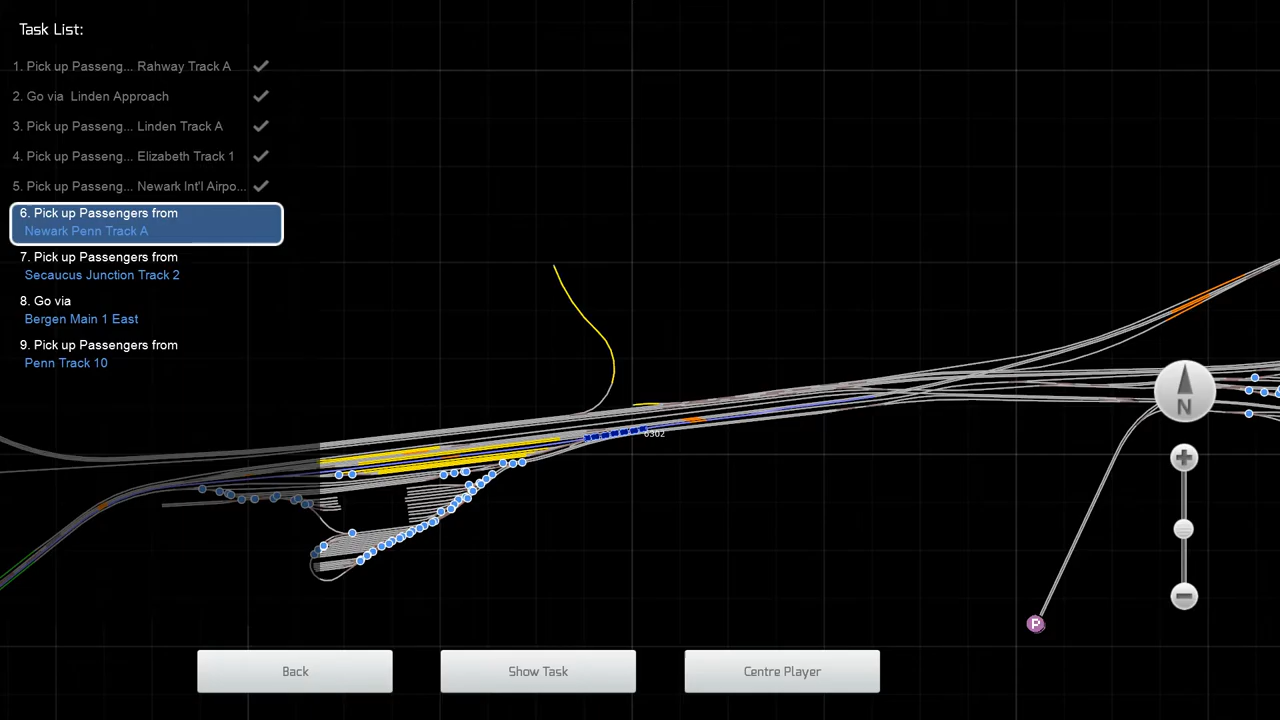 Task List:
1. Pick up Passeng... Rahway Track A
2. Go via Linden Approach
3. Pick up Passeng... Linden Track A
4. Pick up Passeng... Elizabeth Track 1
5. Pick up Passeng... Newark Int'l Airpo...
6. Pick up Passengers from
Newark Penn Track A
7. Pick up Passengers from
Secaucus Junction Track 2
8. Go via
Bergen Main 1 East
9. Pick up Passengers from
Penn Track 10
6302
N
P
Back
Show Task
Centre Player